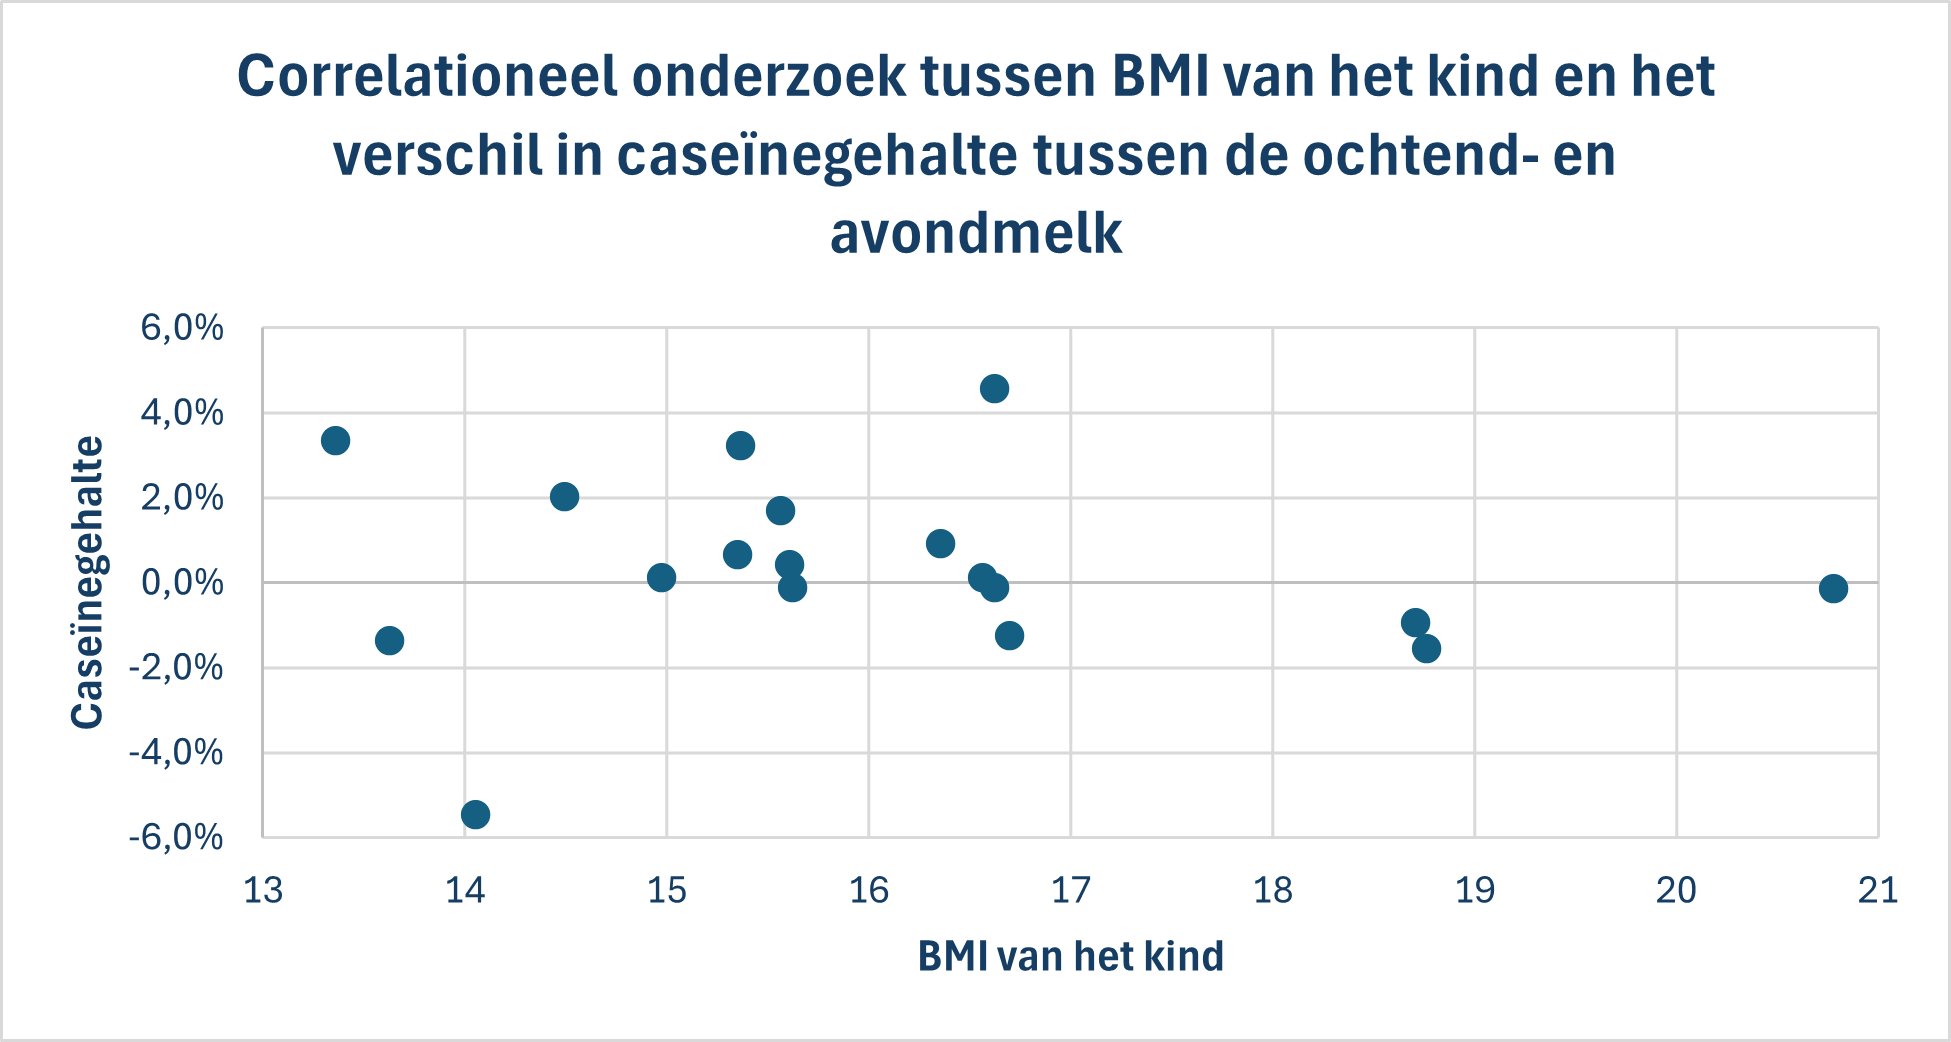 Correlationeel onderzoek tussen BMI van het kind en het
verschil in caseïnegehalte tussen de ochtend- en
avondmelk
6,0%
4,0%
2,0%
0,0%
-2,0%
-4,0%
-6,0%
Caseïnegehalte
13 14 15 16 17 18 19 20 21
BMI van het kind